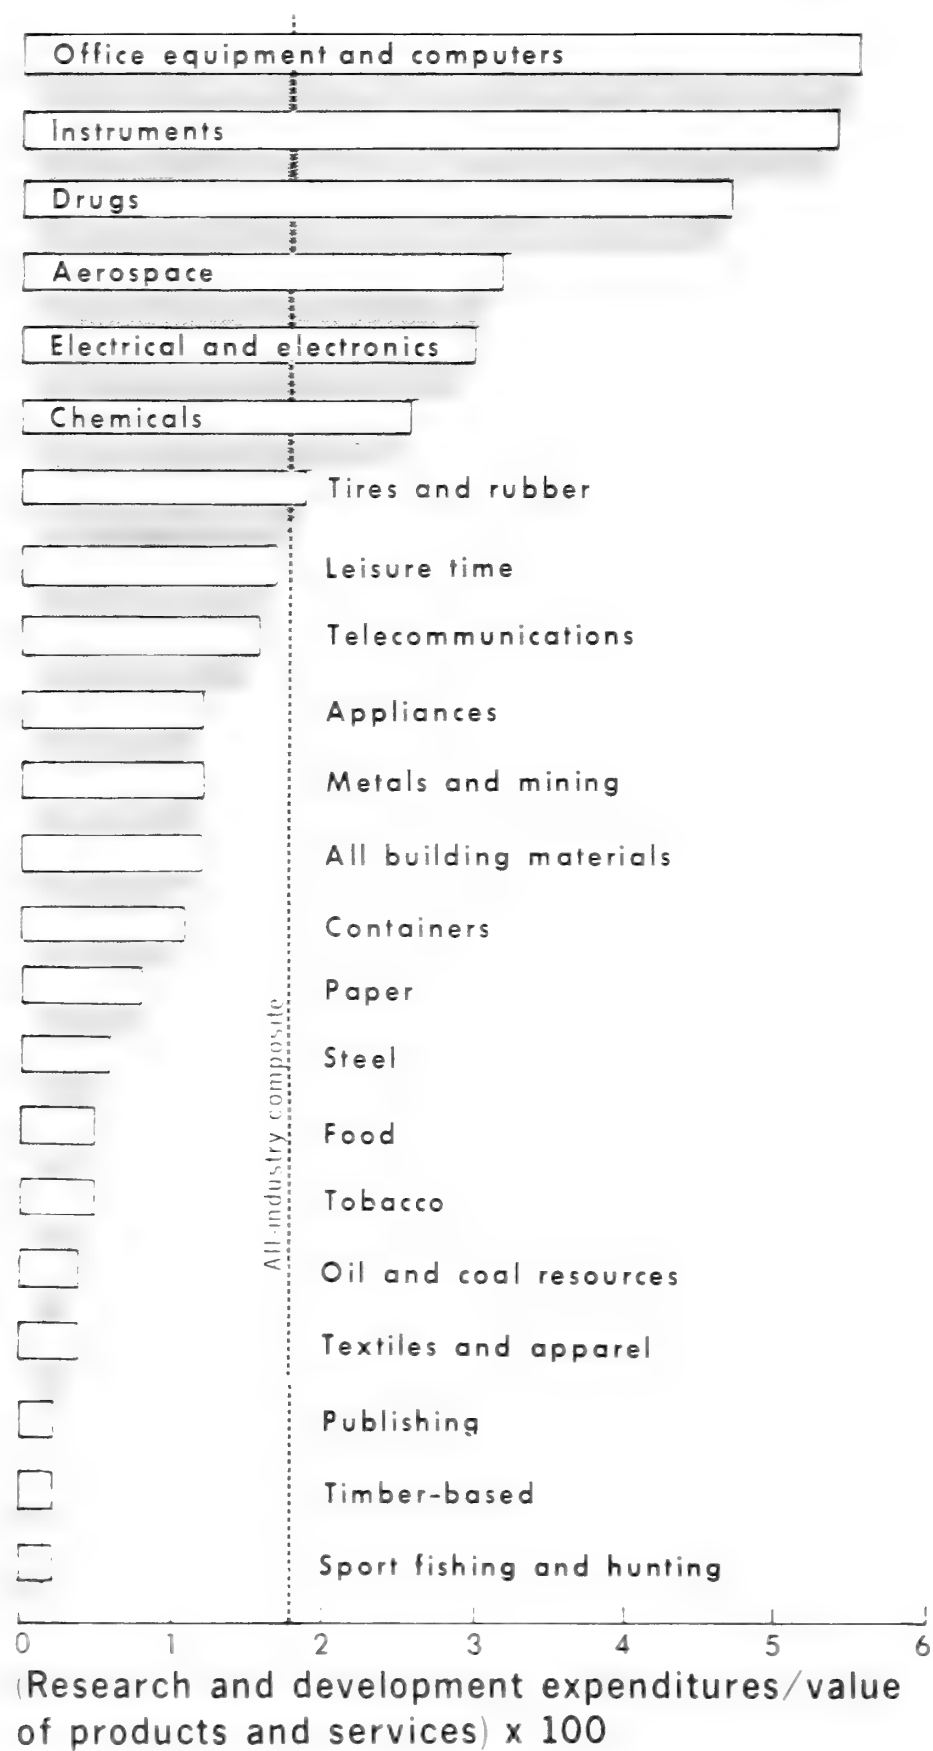 Office equipment and computers
Instruments
Drugs
Aerospace
Electrical and electronics
Chemicals
Tires and rubber
Leisure time
Telecommunications
Appliances
Metals and mining
All building materials
Containers
Paper
Steel
Food
Tobacco
Oil and coal resources
Textiles and apparel
Publishing
Timber-based
Sport fishing and hunting
All-industry composite
0 1 2 3 4 5 6
(Research and development expenditures/value
of products and services) x 100